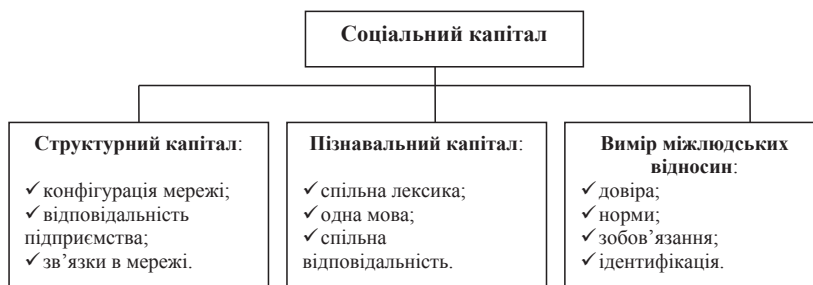 Соціальний капітал
Структурний капітал:
✓ конфігурація мережі;
✓ відповідальність
підприємства;
✓ зв’язки в мережі.
Пізнавальний капітал:
✓ спільна лексика;
✓ одна мова;
✓ спільна
відповідальність.
Вимір міжлюдських
відносин:
✓ довіра;
✓ норми;
✓ зобов’язання;
✓ ідентифікація.